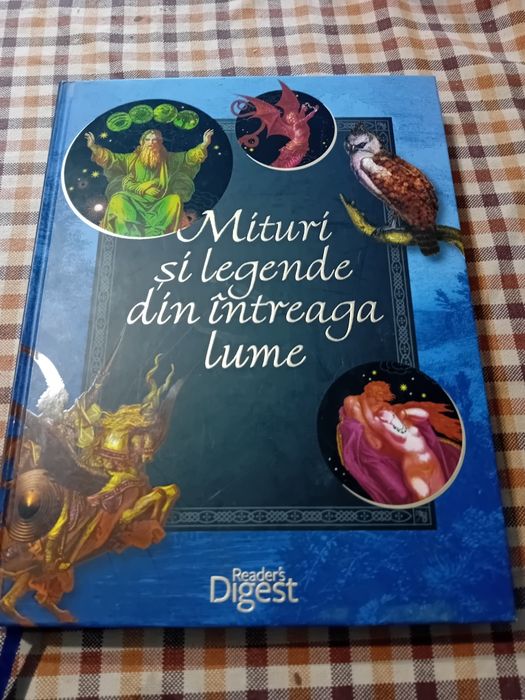 Mituri
și legende
din întreaga
lume
Reader's
Digest